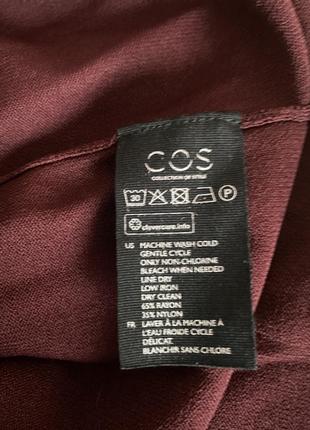 COS
COLLECTION OF STYLE
30 P
clevercare.info
US MACHINE WASH COLD
GENTLE CYCLE
ONLY NON-CHLORINE
BLEACH WHEN NEEDED
LINE DRY
LOW IRON
DRY CLEAN
65% RAYON
35% NYLON
FR LAVER À LA MACHINE À
L'EAU FROIDE CYCLE
DÉLICAT.
BLANCHIR SANS CHLORE